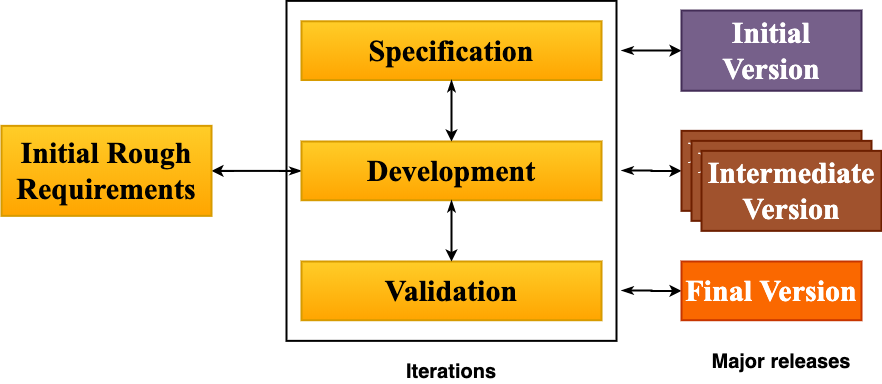 Specification
Initial
Version
Initial Rough
Requirements
Development
Intermediate
Version
Validation
Final Version
Iterations
Major releases